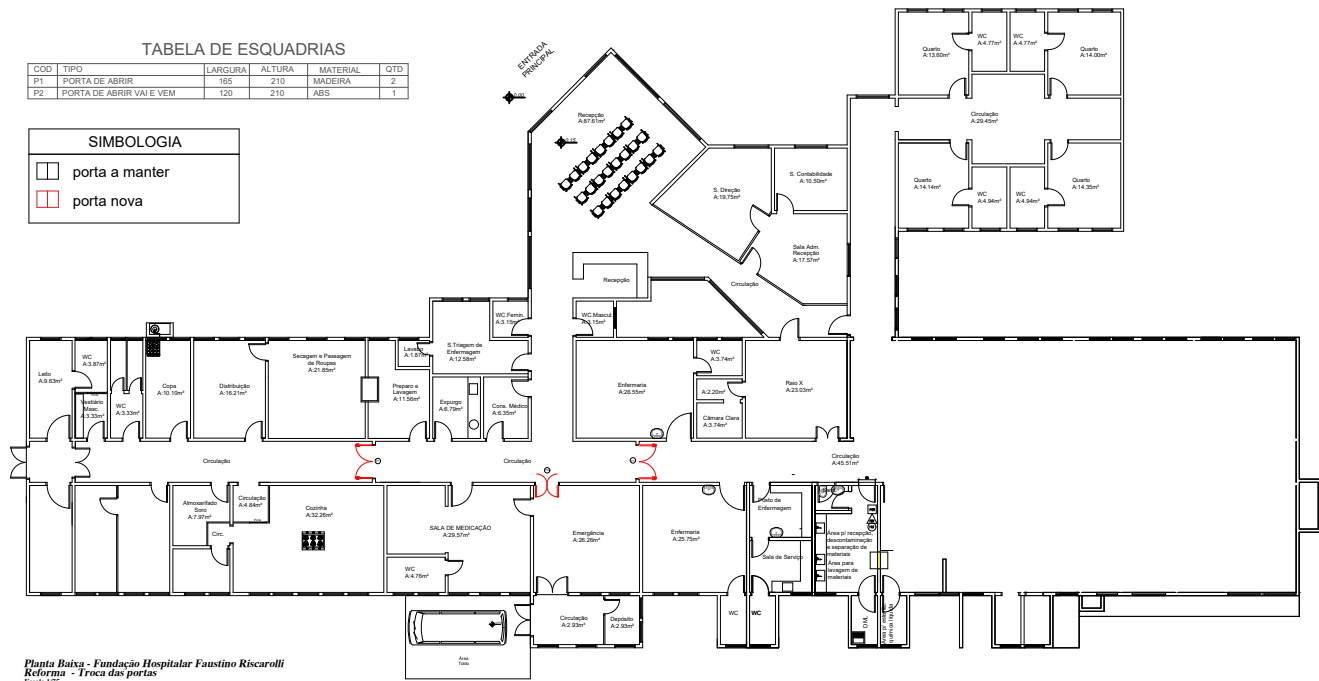 TABELA DE ESQUADRIAS
COD TIPO LARGURA ALTURA MATERIAL QTD
P1 PORTA DE ABRIR 165 210 MADEIRA 2
P2 PORTA DE ABRIR VAI E VEM 120 210 ABS 1
SIMBOLOGIA
porta a manter
porta nova
ENTRADA
PRINCIPAL
0.00
Recepção
A:87.61m²
0.15
S. Direção
A:19,75m²
S. Contabilidade
A:10.50m²
Sala Adm.
Recepção
A:17.57m²
Circulação
Recepção
Quarto
A:13.60m²
WC
A:4.77m²
WC
A:4.77m²
Quarto
A:14.00m²
Circulação
A:29.45m²
Quarto
A:14.14m²
WC
A:4.94m²
WC
A:4.94m²
Quarto
A:14.35m²
WC.Femin.
A:3.15m²
WC.Mascul.
A:3.15m²
Leito
A:9.63m²
WC
A:3.87m²
Vestiário
Masc.
A:3.33m²
WC
A:3.33m²
Copa
A:10.10m²
Distribuição
A:16.21m²
Secagem e Passagem
de Roupas
A:21.85m²
Lavabo
A:1.87m²
S.Triagem de
Enfermagem
A:12.58m²
Preparo e
Lavagem
A:11.56m²
Expurgo
A:6.79m²
Cons. Médico
A:6.35m²
Enfermaria
A:26.55m²
WC
A:3.74m²
A:2.20m²
Câmara Clara
A:3.74m²
Raio X
A:23.03m²
Circulação
Circulação
Circulação
A:45.51m²
Almoxarifado
Soro
A:7.97m²
Circulação
A:4.84m²
Circ.
Cozinha
A:32.26m²
SALA DE MEDICAÇÃO
A:29,57m²
WC
A:4.76m²
Emergência
A:26.26m²
Enfermaria
A:25.75m²
Posto de
Enfermagem
Sala de Serviço
Área p/ recepção,
descontaminação
e separação de
materiais
Área para
lavagem de
materiais
WC
WC
DML
Circulação
A:2.93m²
Depósito
A:2.93m²
Área
Planta Baixa - Fundação Hospitalar Faustino Riscarolli
Reforma - Troca das portas